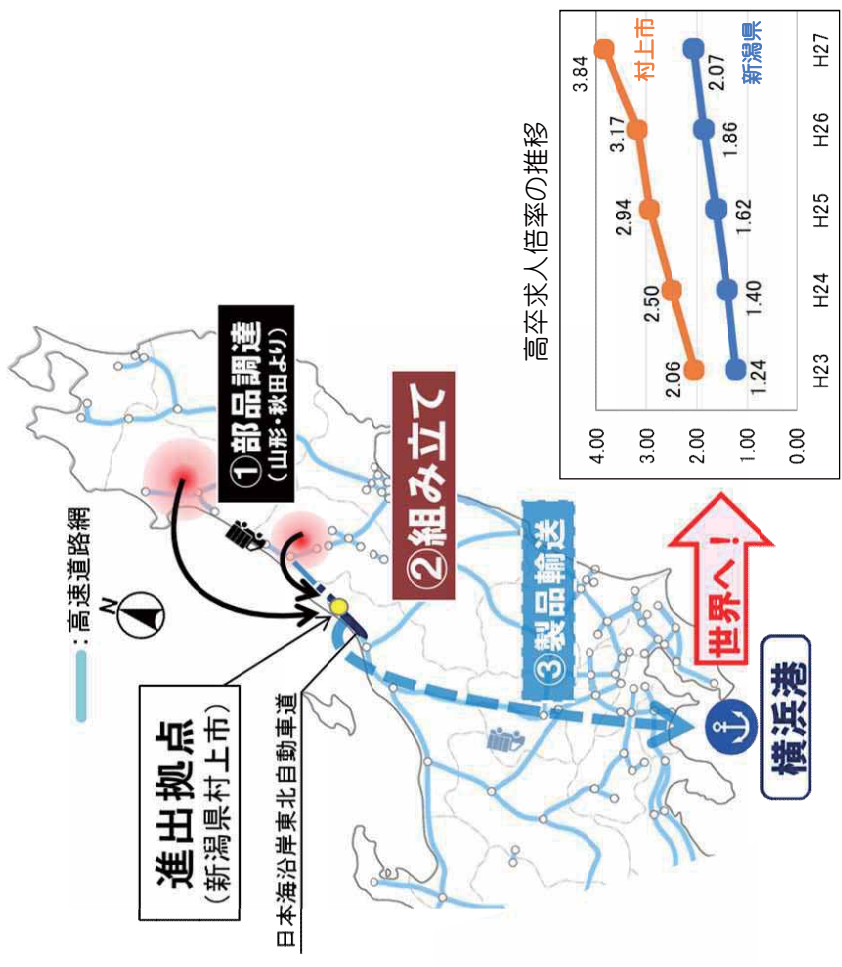 ：高速道路網
N
進出拠点
（新潟県村上市）
日本海沿岸東北自動車道
①部品調達
（山形・秋田より）
②組み立て
③製品輸送
横浜港
世界へ！
高卒求人倍率の推移
4.00
3.00
2.00
1.00
0.00
2.06
2.50
2.94
3.17
3.84
村上市
1.24
1.40
1.62
1.86
2.07
新潟県
H23
H24
H25
H26
H27